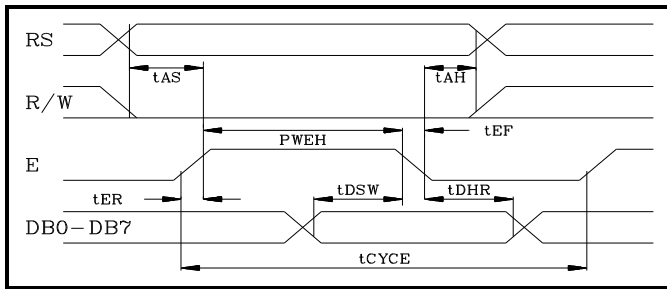 RS
tAS
tAH
R/W
PWEH
tEF
E
tER
tDSW
tDHR
DB0-DB7
tCYCE